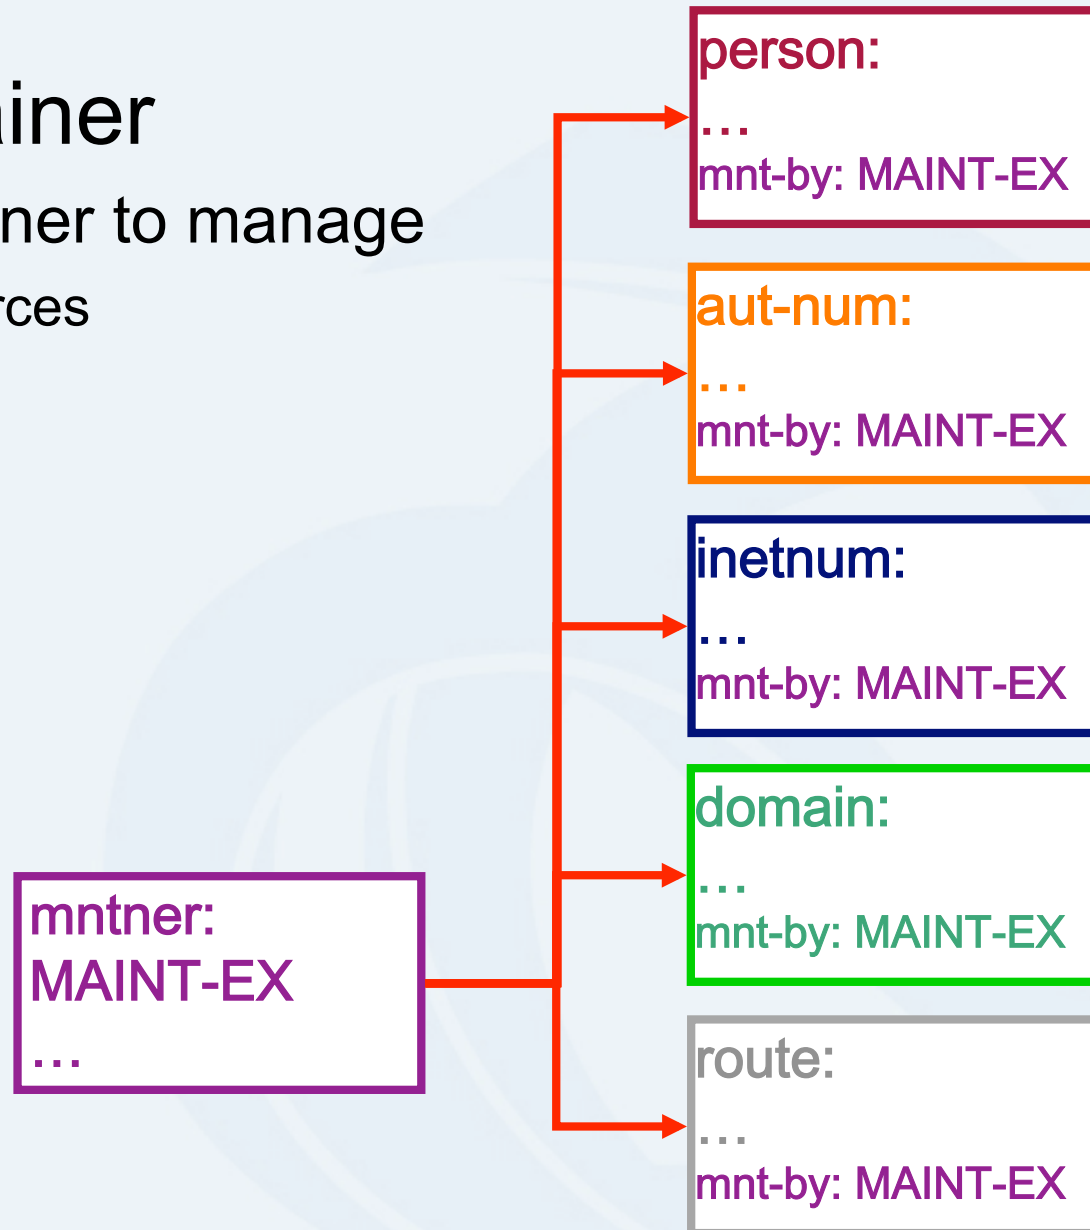 ainer
ner to manage
rces
person:
...
mnt-by: MAINT-EX
aut-num:
...
mnt-by: MAINT-EX
inetnum:
...
mnt-by: MAINT-EX
domain:
...
mnt-by: MAINT-EX
mntner:
MAINT-EX
...
route:
...
mnt-by: MAINT-EX